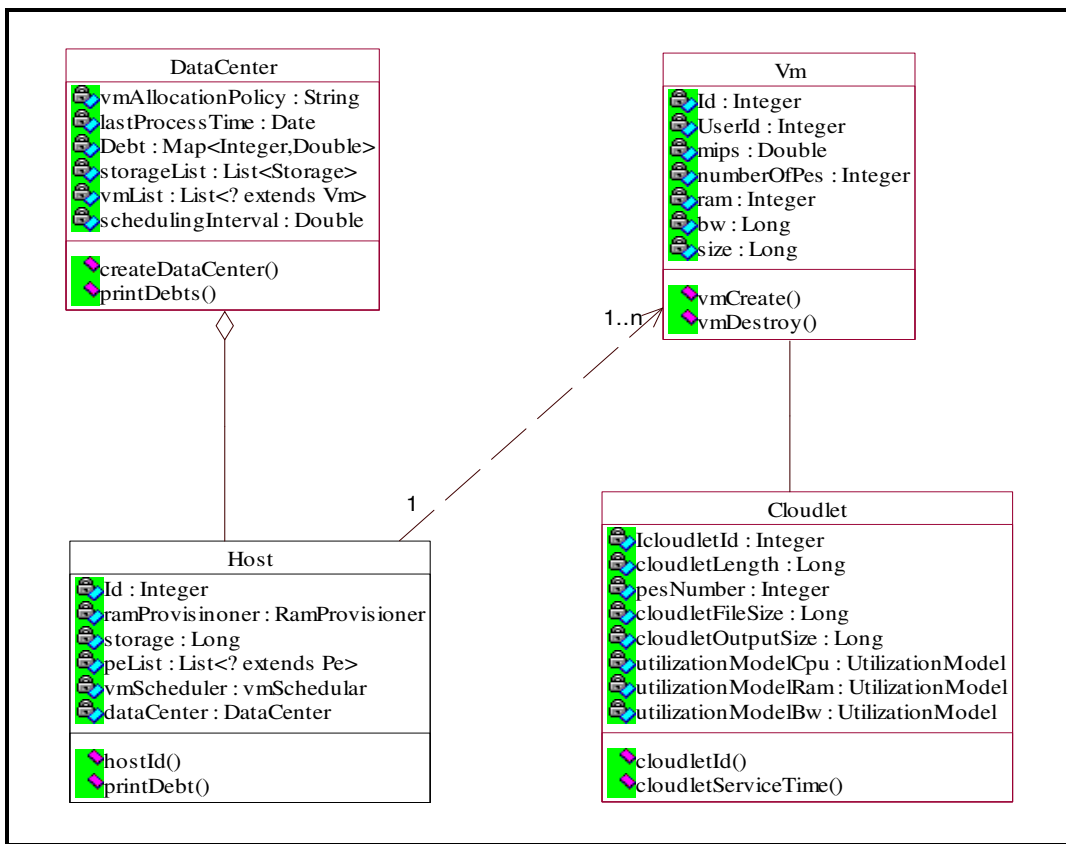 DataCenter
vmAllocationPolicy : String
lastProcessTime : Date
Debt : Map<Integer,Double>
storageList : List<Storage>
vmList : List<? extends Vm>
schedulingInterval : Double
createDataCenter()
printDebts()
Vm
Id : Integer
UserId : Integer
mips : Double
numberOfPes : Integer
ram : Integer
bw : Long
size : Long
vmCreate()
vmDestroy()
1..n
1
Host
Id : Integer
ramProvisinoner : RamProvisioner
storage : Long
peList : List<? extends Pe>
vmScheduler : vmSchedular
dataCenter : DataCenter
hostId()
printDebt()
Cloudlet
IcloudletId : Integer
cloudletLength : Long
pesNumber : Integer
cloudletFileSize : Long
cloudletOutputSize : Long
utilizationModelCpu : UtilizationModel
utilizationModelRam : UtilizationModel
utilizationModelBw : UtilizationModel
cloudletId()
cloudletServiceTime()